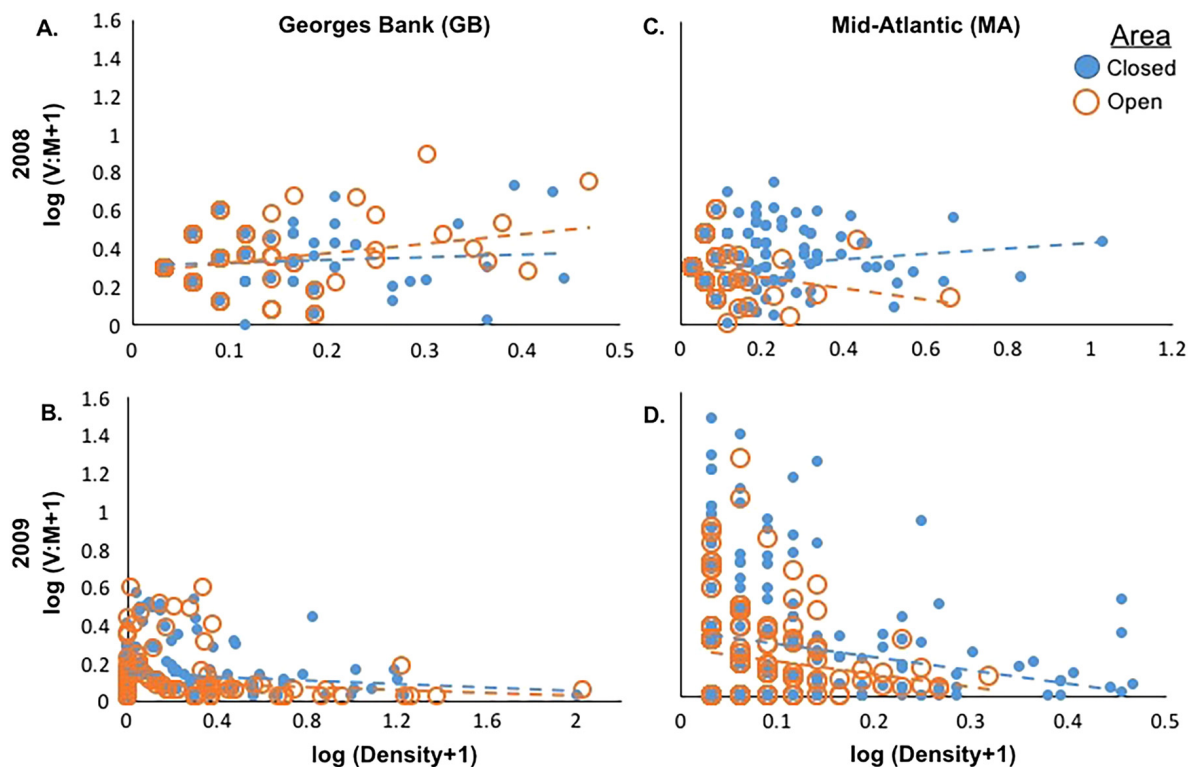 A.
Georges Bank (GB)
C.
Mid-Atlantic (MA)
Area
Closed
Open
2008
log (V:M+1)
1.6
1.4
1.2
1
0.8
0.6
0.4
0.2
0
0 0.1 0.2 0.3 0.4 0.5
0 0.2 0.4 0.6 0.8 1 1.2
B.
D.
2009
log (V:M+1)
1.6
1.4
1.2
1
0.8
0.6
0.4
0.2
0
0 0.4 0.8 1.2 1.6 2
0 0.1 0.2 0.3 0.4 0.5
log (Density+1)
log (Density+1)